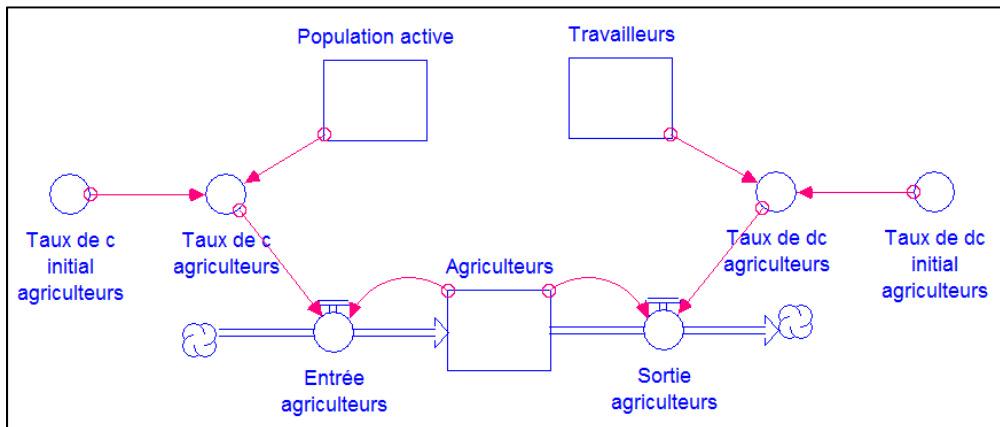 Population active
Travailleurs
Taux de c
initial
agriculteurs
Taux de c
agriculteurs
Agriculteurs
Taux de dc
agriculteurs
Taux de dc
initial
agriculteurs
Entrée
agriculteurs
Sortie
agriculteurs